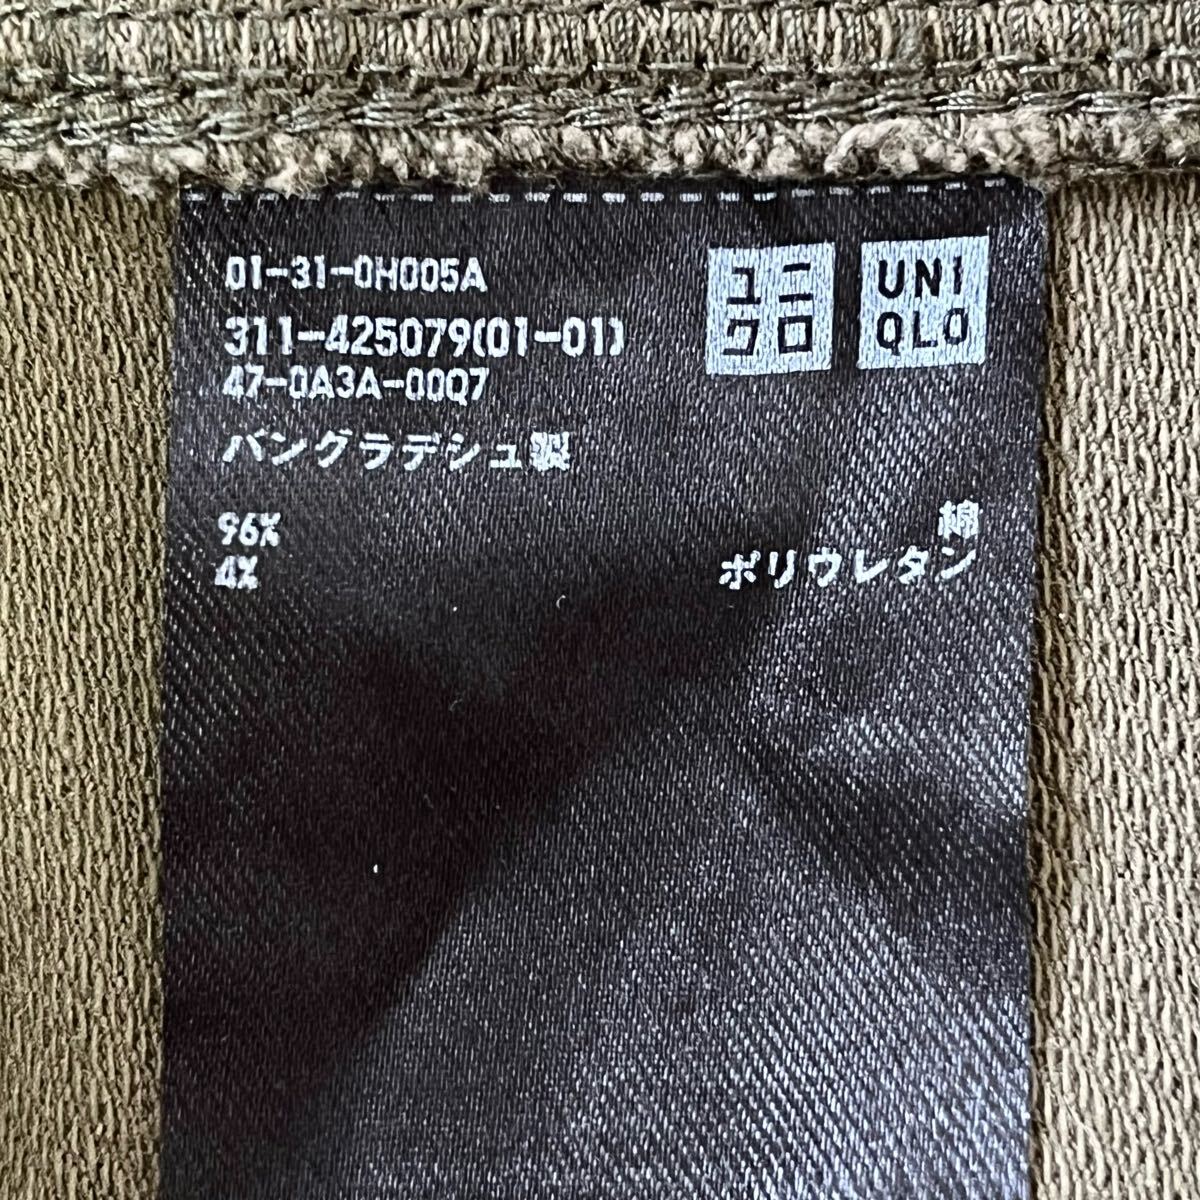 01-31-0H005A
311-425079(01-01)
47-0A3A-00Q7
ユニ
クロ
UNI
QLO
バングラデシュ製
96% 綿
4% ポリウレタン